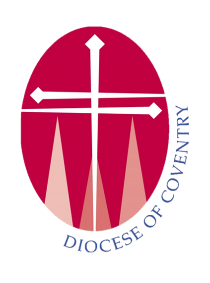 DIOCESE OF COVENTRY